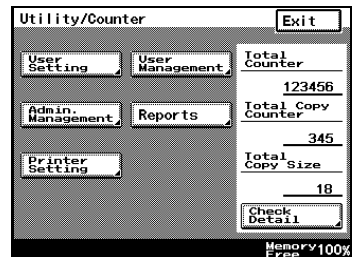 Utility/Counter
Exit
User
Setting
User
Management
Admin.
Management
Reports
Printer
Setting
Total
Counter
123456
Total Copy
Counter
345
Total
Copy Size
18
Check
Detail
Memory
Free 100%